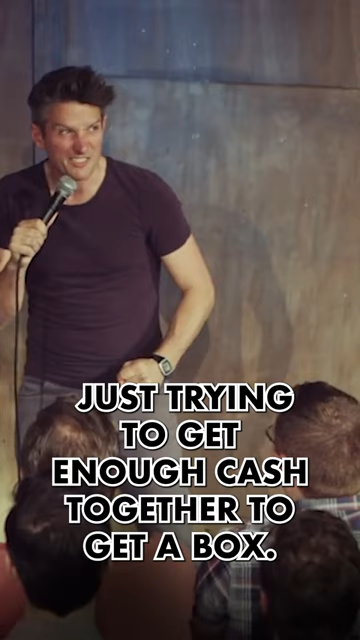 JUST TRYING
TO GET
ENOUGH CASH
TOGETHER TO
GET A BOX.